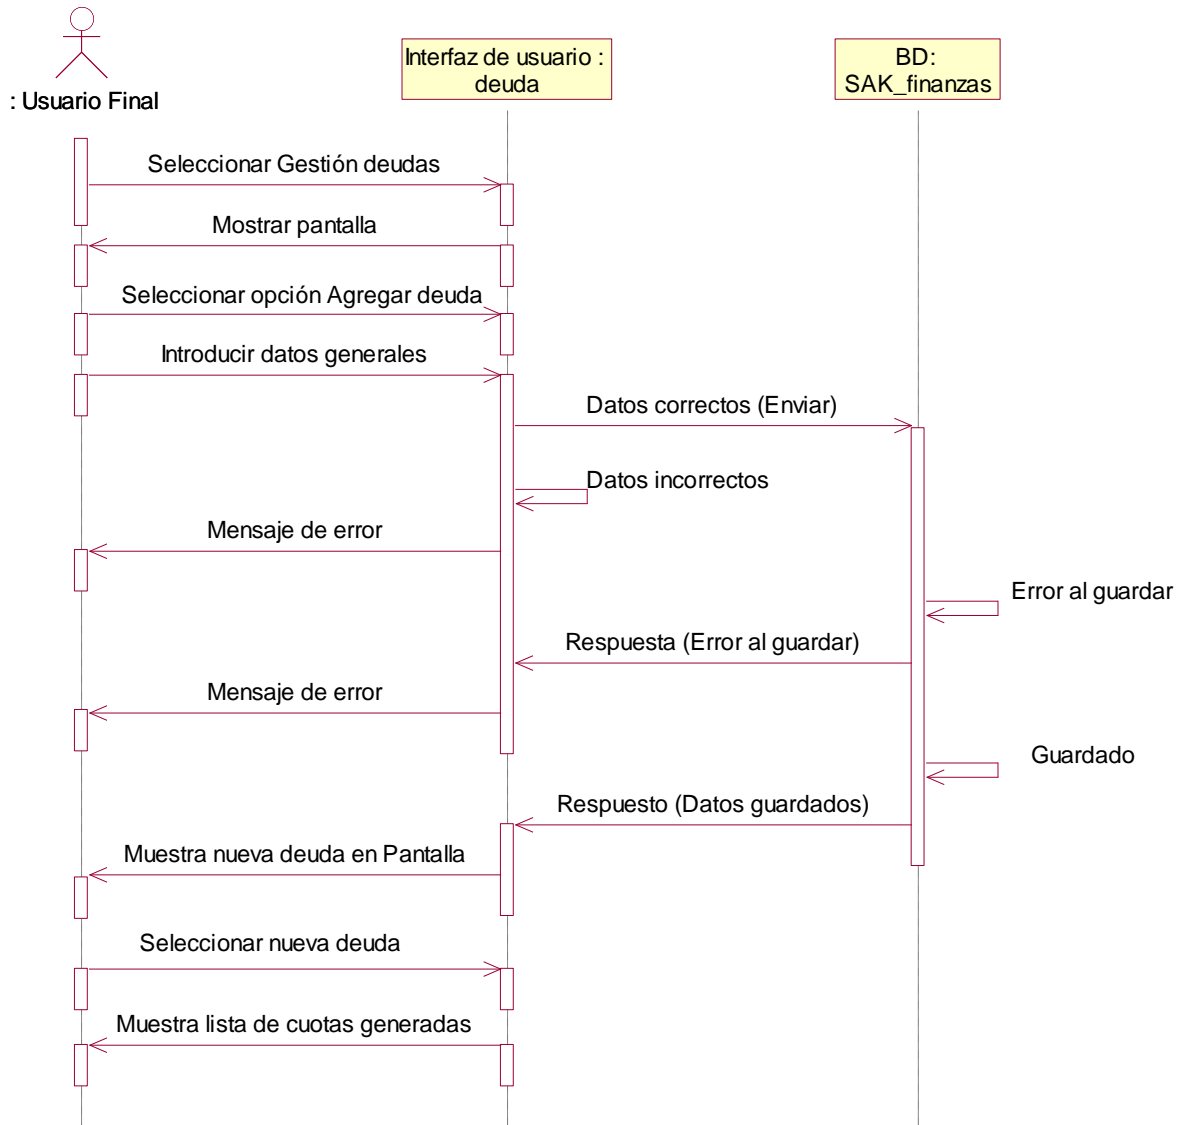 : Usuario Final
Interfaz de usuario :
deuda
BD:
SAK_finanzas
Seleccionar Gestión deudas
Mostrar pantalla
Seleccionar opción Agregar deuda
Introducir datos generales
Datos correctos (Enviar)
Datos incorrectos
Mensaje de error
Error al guardar
Respuesta (Error al guardar)
Mensaje de error
Guardado
Respuesto (Datos guardados)
Muestra nueva deuda en Pantalla
Seleccionar nueva deuda
Muestra lista de cuotas generadas